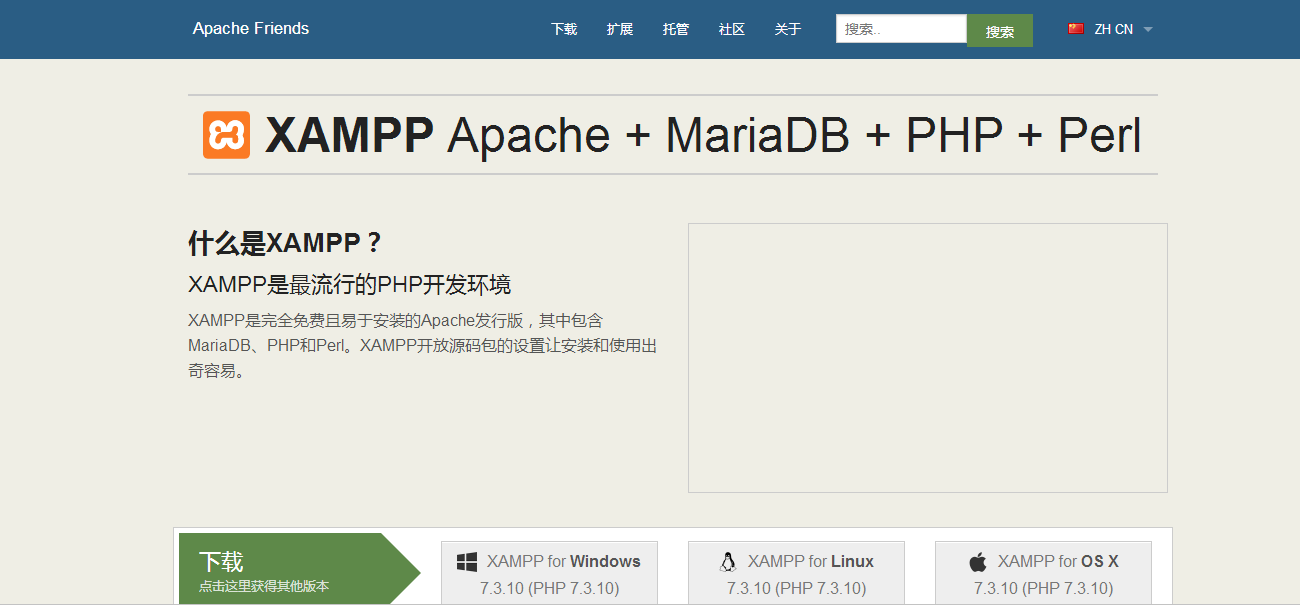 Apache Friends
下载 扩展 托管 社区 关于 搜索.. 搜索 ZH CN
XAMPP Apache + MariaDB + PHP + Perl
什么是XAMPP？
XAMPP是最流行的PHP开发环境
XAMPP是完全免费且易于安装的Apache发行版，其中包含
MariaDB、PHP和Perl。XAMPP开放源码包的设置让安装和使用出
奇容易。
下载
点击这里获得其他版本
XAMPP for Windows
7.3.10 (PHP 7.3.10)
XAMPP for Linux
7.3.10 (PHP 7.3.10)
XAMPP for OS X
7.3.10 (PHP 7.3.10)